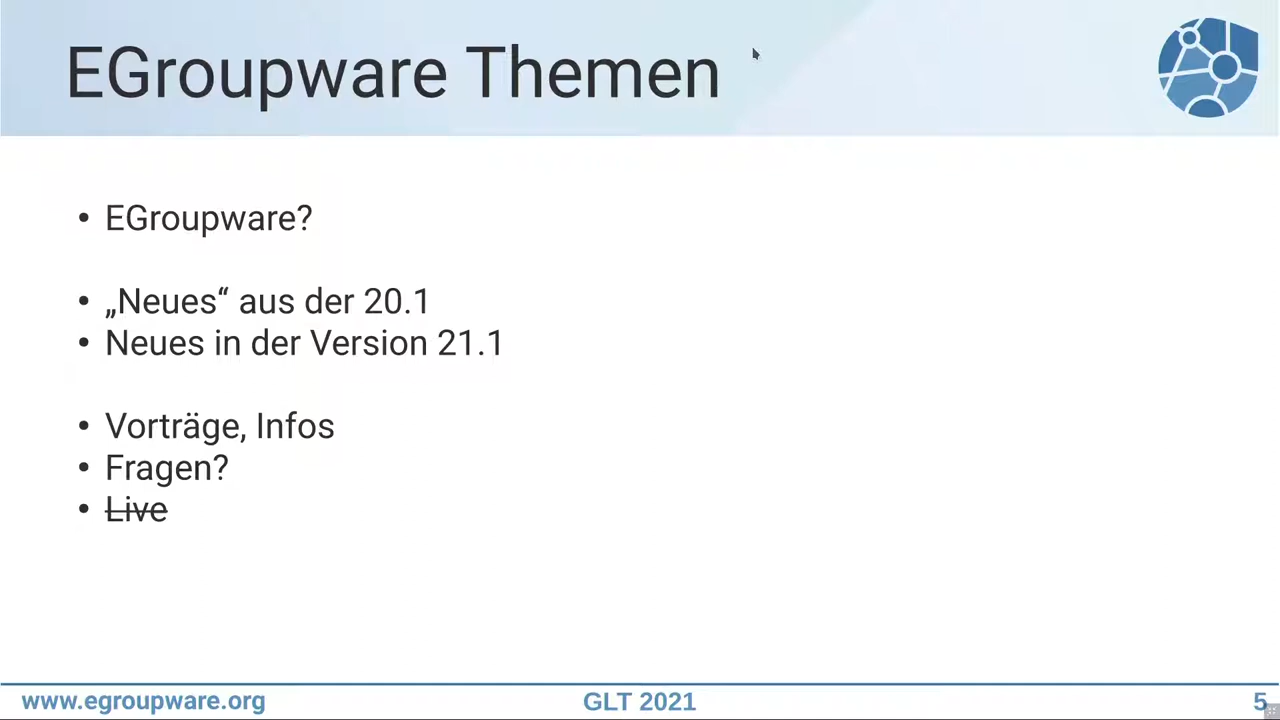 EGroupware Themen
• EGroupware?
• „Neues“ aus der 20.1
• Neues in der Version 21.1
• Vorträge, Infos
• Fragen?
• Live
www.egroupware.org GLT 2021 5